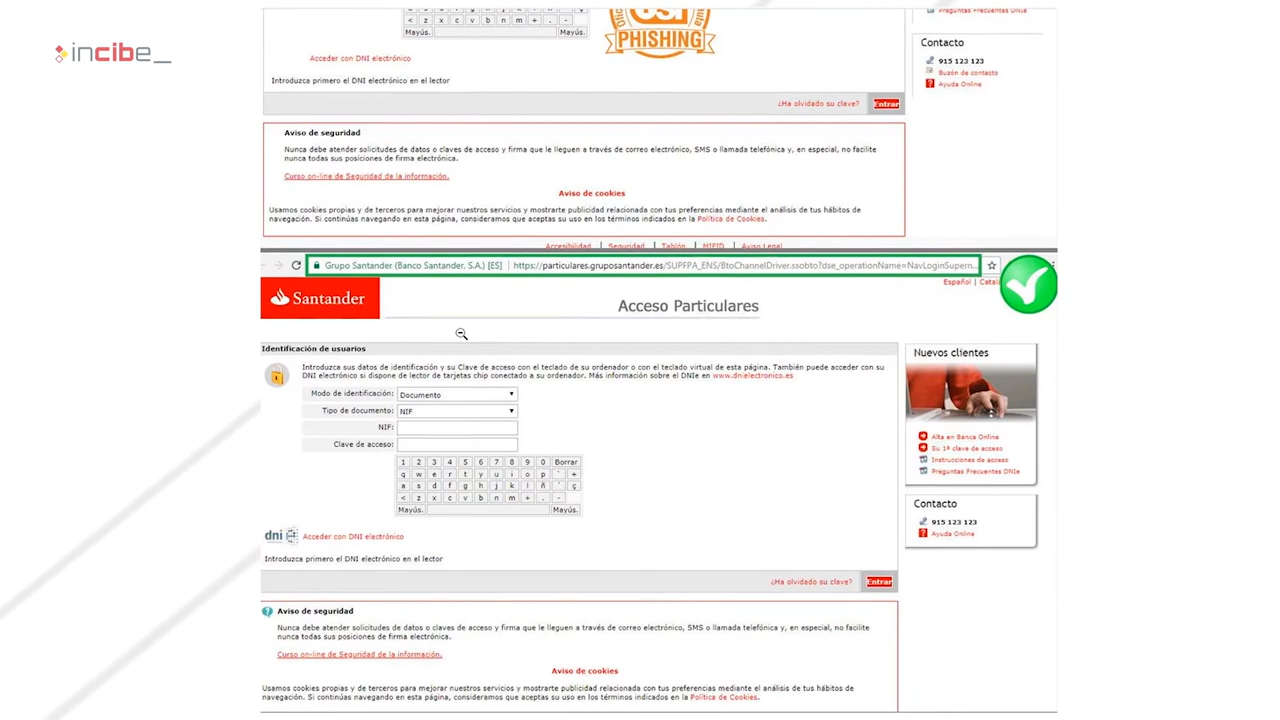 incibe_
< z x c v b n m + . -
Mayús. Mayús.
PHISHING
Acceder con DNI electrónico
Introduzca primero el DNI electrónico en el lector
¿Ha olvidado su clave? Entrar
Preguntas Frecuentes DNIe
Contacto
915 123 123
Buzón de contacto
Ayuda Online
Aviso de seguridad
Nunca debe atender solicitudes de datos o claves de acceso y firma que le lleguen a través de correo electrónico, SMS o llamada telefónica y, en especial, no facilite
nunca todas sus posiciones de firma electrónica.
Curso on-line de Seguridad de la información.
Aviso de cookies
Usamos cookies propias y de terceros para mejorar nuestros servicios y mostrarte publicidad relacionada con tus preferencias mediante el análisis de tus hábitos de
navegación. Si continúas navegando en esta página, consideramos que aceptas su uso en los términos indicados en la Política de Cookies.
Accesibilidad | Seguridad | Tablón | MIFID | Aviso Legal
Grupo Santander (Banco Santander. S.A.) [ES] https://particulares.gruposantander.es/SUPFPA_ENS/BtoChannelDriver.ssobto?dse_operationName=NavLoginSupern...
Español | Catalá
Santander
Acceso Particulares
Identificación de usuarios
Introduzca sus datos de identificación y su Clave de acceso con el teclado de su ordenador o con el teclado virtual de esta página. También puede acceder con su
DNI electrónico si dispone de lector de tarjetas chip conectado a su ordenador. Más información sobre el DNIe en www.dnielectronico.es
Modo de identificación: Documento
Tipo de documento: NIF
NIF:
Clave de acceso:
1 2 3 4 5 6 7 8 9 0 Borrar
q w e r t y u i o p ` +
a s d f g h j k l ñ ´ ç
< z x c v b n m + . -
Mayús. Mayús.
dni Acceder con DNI electrónico
Introduzca primero el DNI electrónico en el lector
¿Ha olvidado su clave? Entrar
Nuevos clientes
Alta en Banca Online
Su 1ª clave de acceso
Instrucciones de acceso
Preguntas Frecuentes DNIe
Contacto
915 123 123
Ayuda Online
Aviso de seguridad
Nunca debe atender solicitudes de datos o claves de acceso y firma que le lleguen a través de correo electrónico, SMS o llamada telefónica y, en especial, no facilite
nunca todas sus posiciones de firma electrónica.
Curso on-line de Seguridad de la información.
Aviso de cookies
Usamos cookies propias y de terceros para mejorar nuestros servicios y mostrarte publicidad relacionada con tus preferencias mediante el análisis de tus hábitos de
navegación. Si continúas navegando en esta página, consideramos que aceptas su uso en los términos indicados en la Política de Cookies.